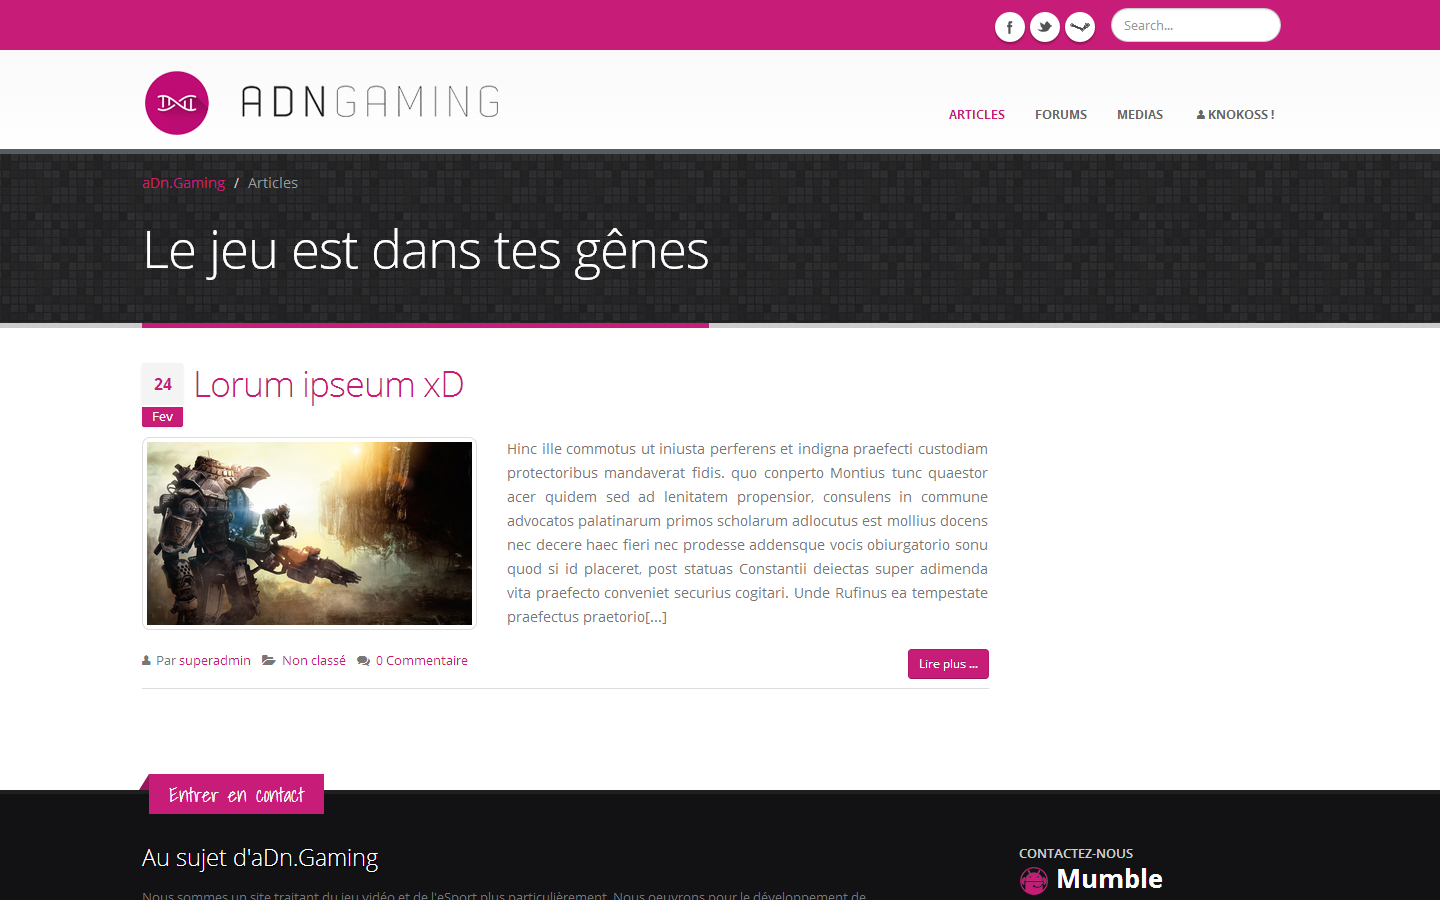 Search...
ADNGAMING
ARTICLES FORUMS MEDIAS KNOKOSS !
aDn.Gaming / Articles
Le jeu est dans tes gênes
24
Fev
Lorum ipseum xD
Hinc ille commotus ut iniusta perferens et indigna praefecti custodiam
protectoribus mandaverat fidis. quo conperto Montius tunc quaestor
acer quidem sed ad lenitatem propensior, consulens in commune
advocatos palatinarum primos scholarum adlocutus est mollius docens
nec decere haec fieri nec prodesse addensque vocis obiurgatorio sonu
quod si id placeret, post statuas Constantii deiectas super adimenda
vita praefecto conveniet securius cogitari. Unde Rufinus ea tempestate
praefectus praetorio[...]
Par superadmin Non classé 0 Commentaire
Lire plus ...
Entrer en contact
Au sujet d'aDn.Gaming
Nous sommes un site traitant du jeu vidéo et de l'eSport plus particulièrement. Nous oeuvrons pour le développement de
CONTACTEZ-NOUS
Mumble